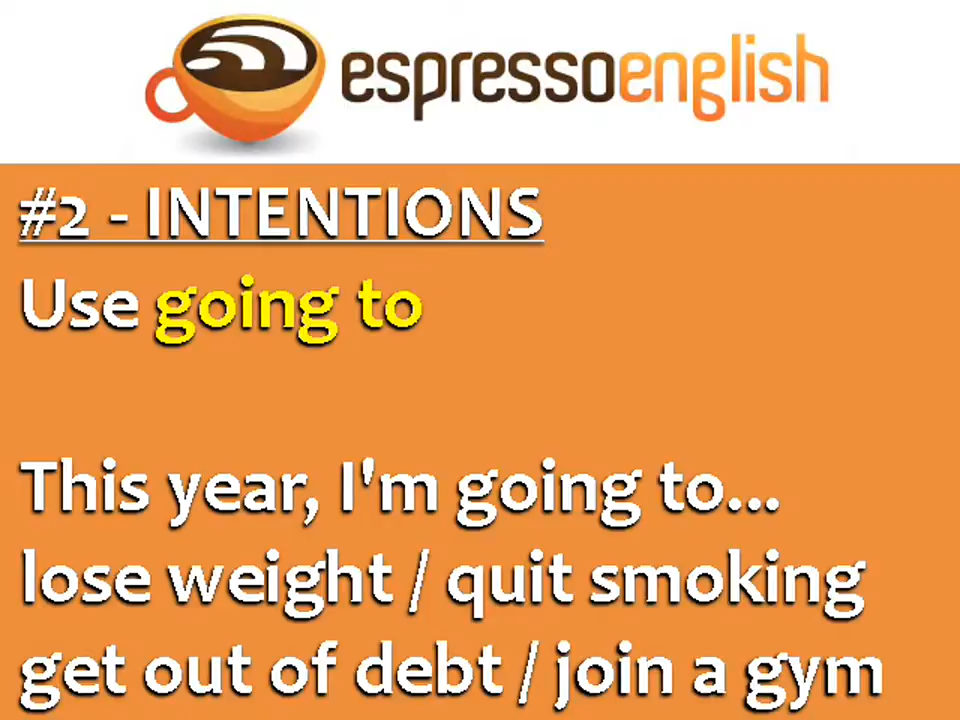 espressoenglish
#2 - INTENTIONS
Use going to
This year, I'm going to...
lose weight / quit smoking
get out of debt / join a gym